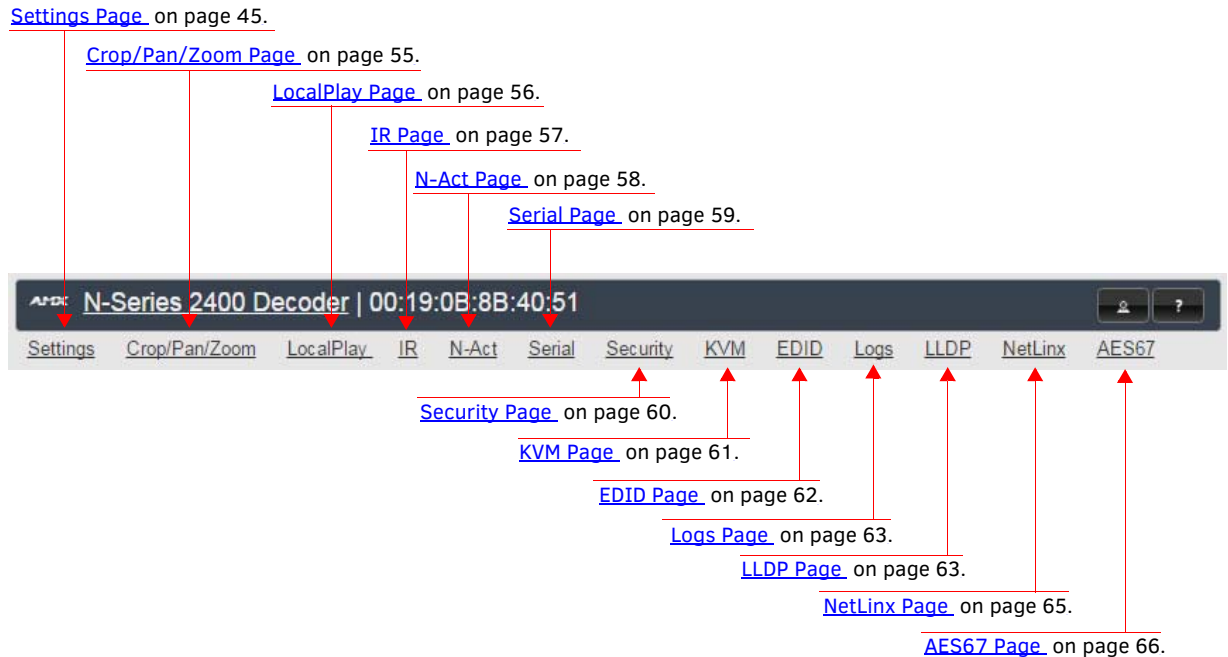 Settings Page on page 45.
Crop/Pan/Zoom Page on page 55.
LocalPlay Page on page 56.
IR Page on page 57.
N-Act Page on page 58.
Serial Page on page 59.
AMX N-Series 2400 Decoder | 00:19:0B:8B:40:51 ?
Settings Crop/Pan/Zoom LocalPlay IR N-Act Serial Security KVM EDID Logs LLDP NetLinx AES67
Security Page on page 60.
KVM Page on page 61.
EDID Page on page 62.
Logs Page on page 63.
LLDP Page on page 63.
NetLinx Page on page 65.
AES67 Page on page 66.